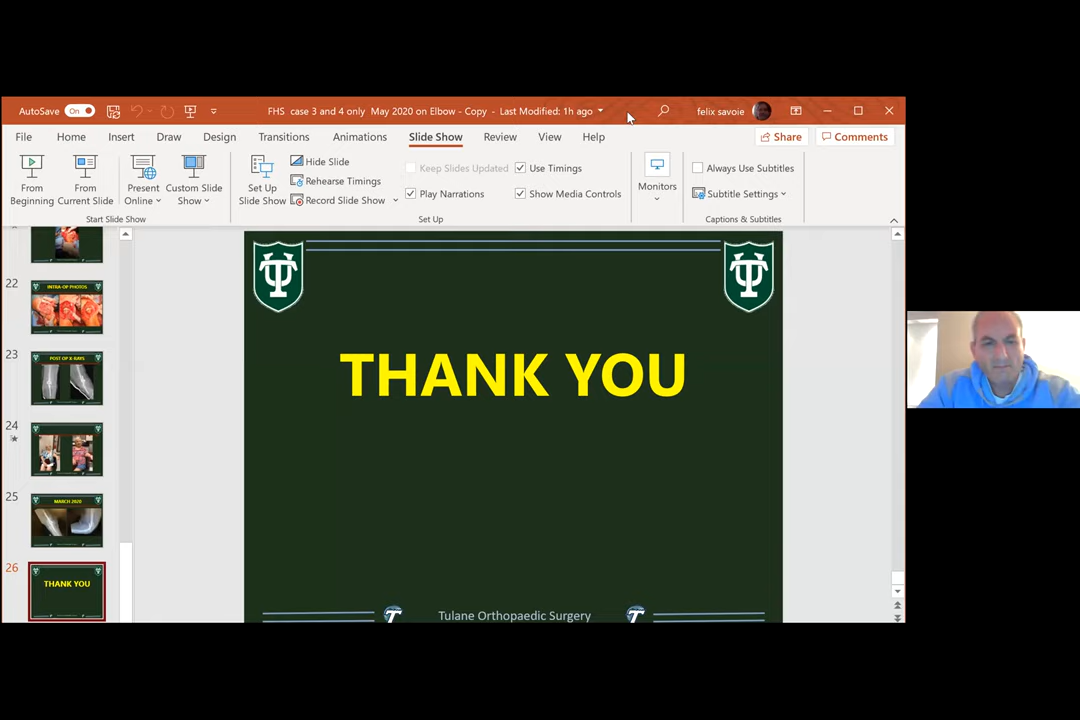 AutoSave On FHS case 3 and 4 only May 2020 on Elbow - Copy - Last Modified: 1h ago felix savoie
File Home Insert Draw Design Transitions Animations Slide Show Review View Help Share Comments
From Beginning
From Current Slide
Present Online
Custom Slide Show
Start Slide Show
Set Up Slide Show
Hide Slide
Rehearse Timings
Record Slide Show
Keep Slides Updated
Use Timings
Play Narrations
Show Media Controls
Set Up
Monitors
Always Use Subtitles
Subtitle Settings
Captions & Subtitles
22
INTRA-OP PHOTOS
23
POST OP X-RAYS
24
25
MARCH 2020
26
THANK YOU
THANK YOU
Tulane Orthopaedic Surgery